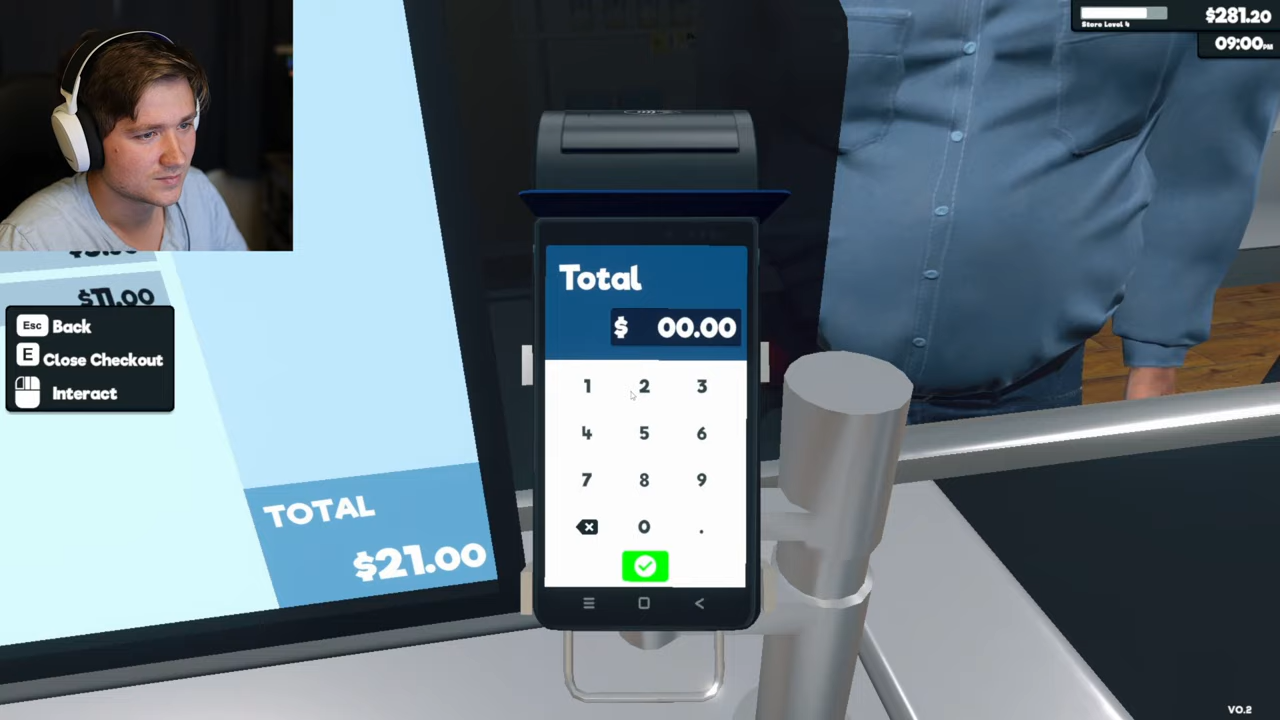 $281.20
Store Level 4
09:00PM
$11.00
Esc Back
E Close Checkout
Interact
Total
$ 00.00
1 2 3
4 5 6
7 8 9
0 .
TOTAL
$21.00
V0.2